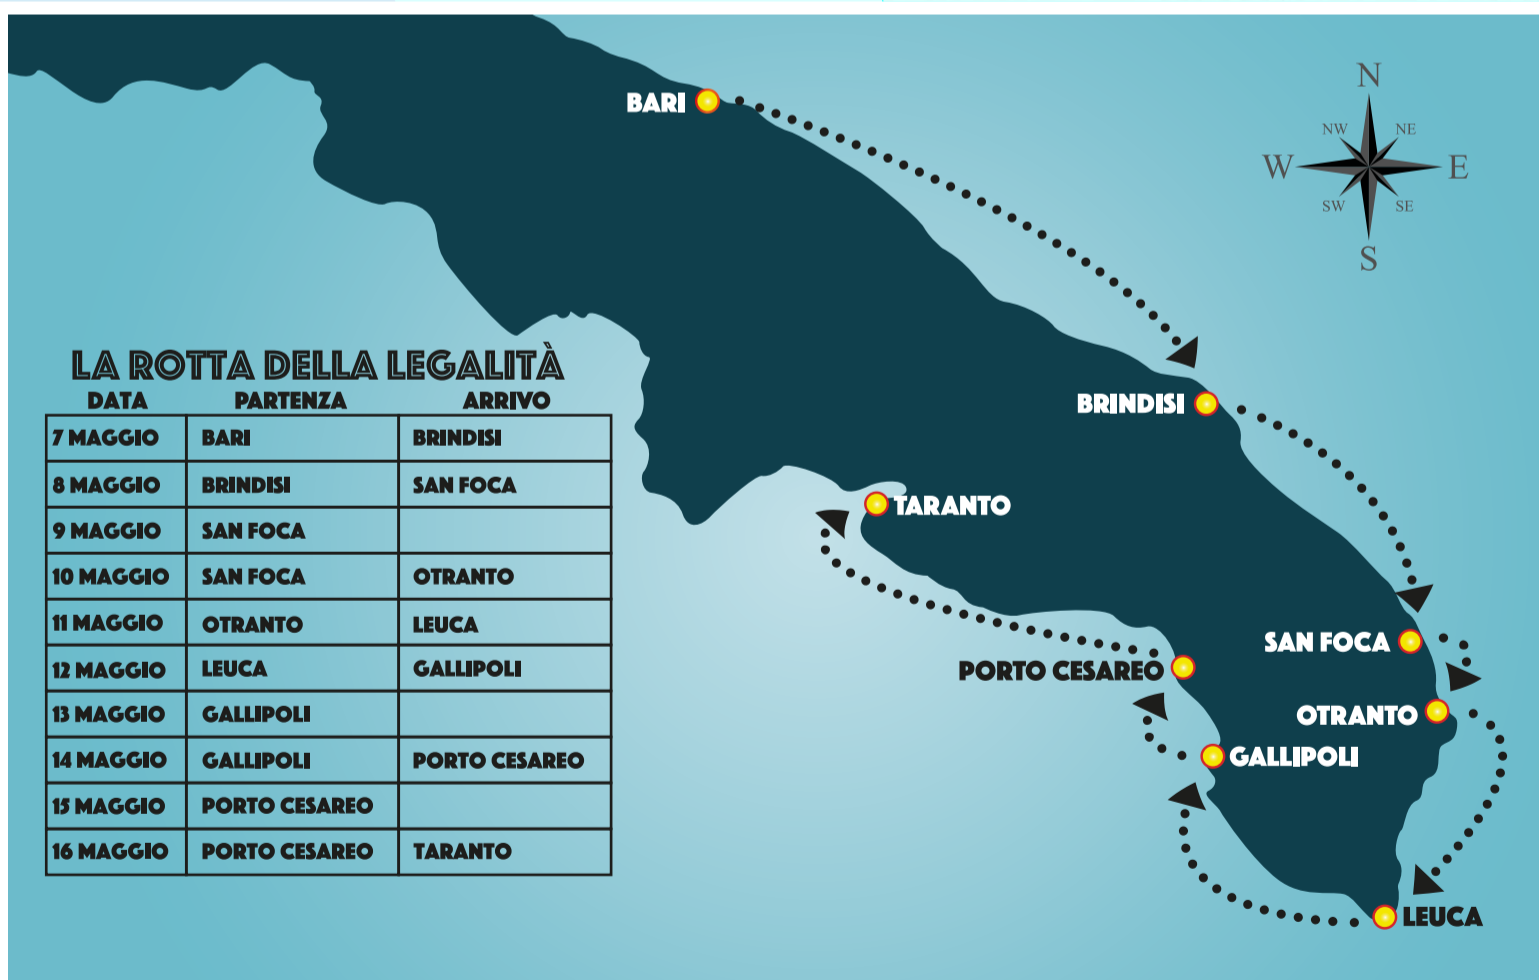 BARI
N
NW NE
W E
SW SE
S
LA ROTTA DELLA LEGALITÀ
DATA PARTENZA ARRIVO
7 MAGGIO BARI BRINDISI
8 MAGGIO BRINDISI SAN FOCA
9 MAGGIO SAN FOCA
10 MAGGIO SAN FOCA OTRANTO
11 MAGGIO OTRANTO LEUCA
12 MAGGIO LEUCA GALLIPOLI
13 MAGGIO GALLIPOLI
14 MAGGIO GALLIPOLI PORTO CESAREO
15 MAGGIO PORTO CESAREO
16 MAGGIO PORTO CESAREO TARANTO
BRINDISI
TARANTO
SAN FOCA
PORTO CESAREO
OTRANTO
GALLIPOLI
LEUCA